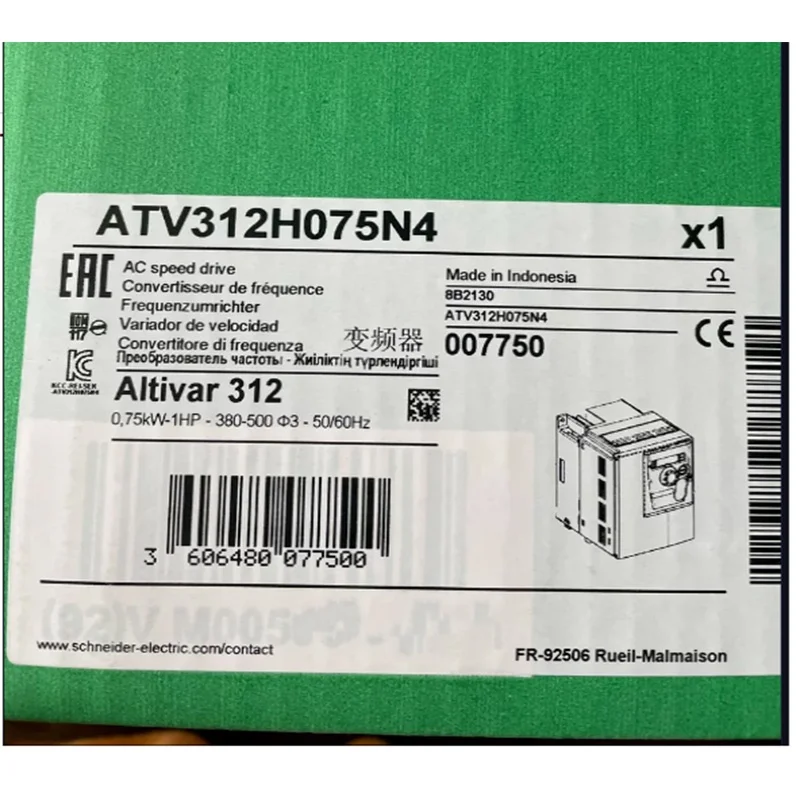 ATV312H075N4
x1
EAC
AC speed drive
Convertisseur de fréquence
Frequenzumrichter
Variador de velocidad
Convertitore di frequenza 变频器
Преобразователь частоты - Жиіліктің түрлендіргіші
Made in Indonesia
8B2130
ATV312H075N4
007750
CE
117
Altivar 312
0,75kW-1HP - 380-500 Φ3 - 50/60Hz
3 606480 077500
www.schneider-electric.com/contact
FR-92506 Rueil-Malmaison